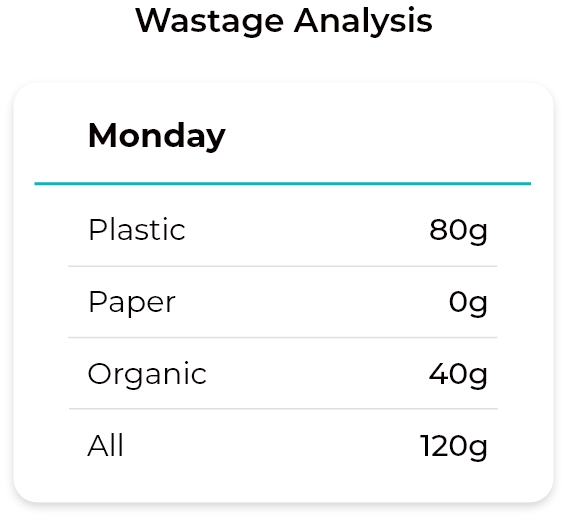 Wastage Analysis
Monday
Plastic 80g
Paper 0g
Organic 40g
All 120g